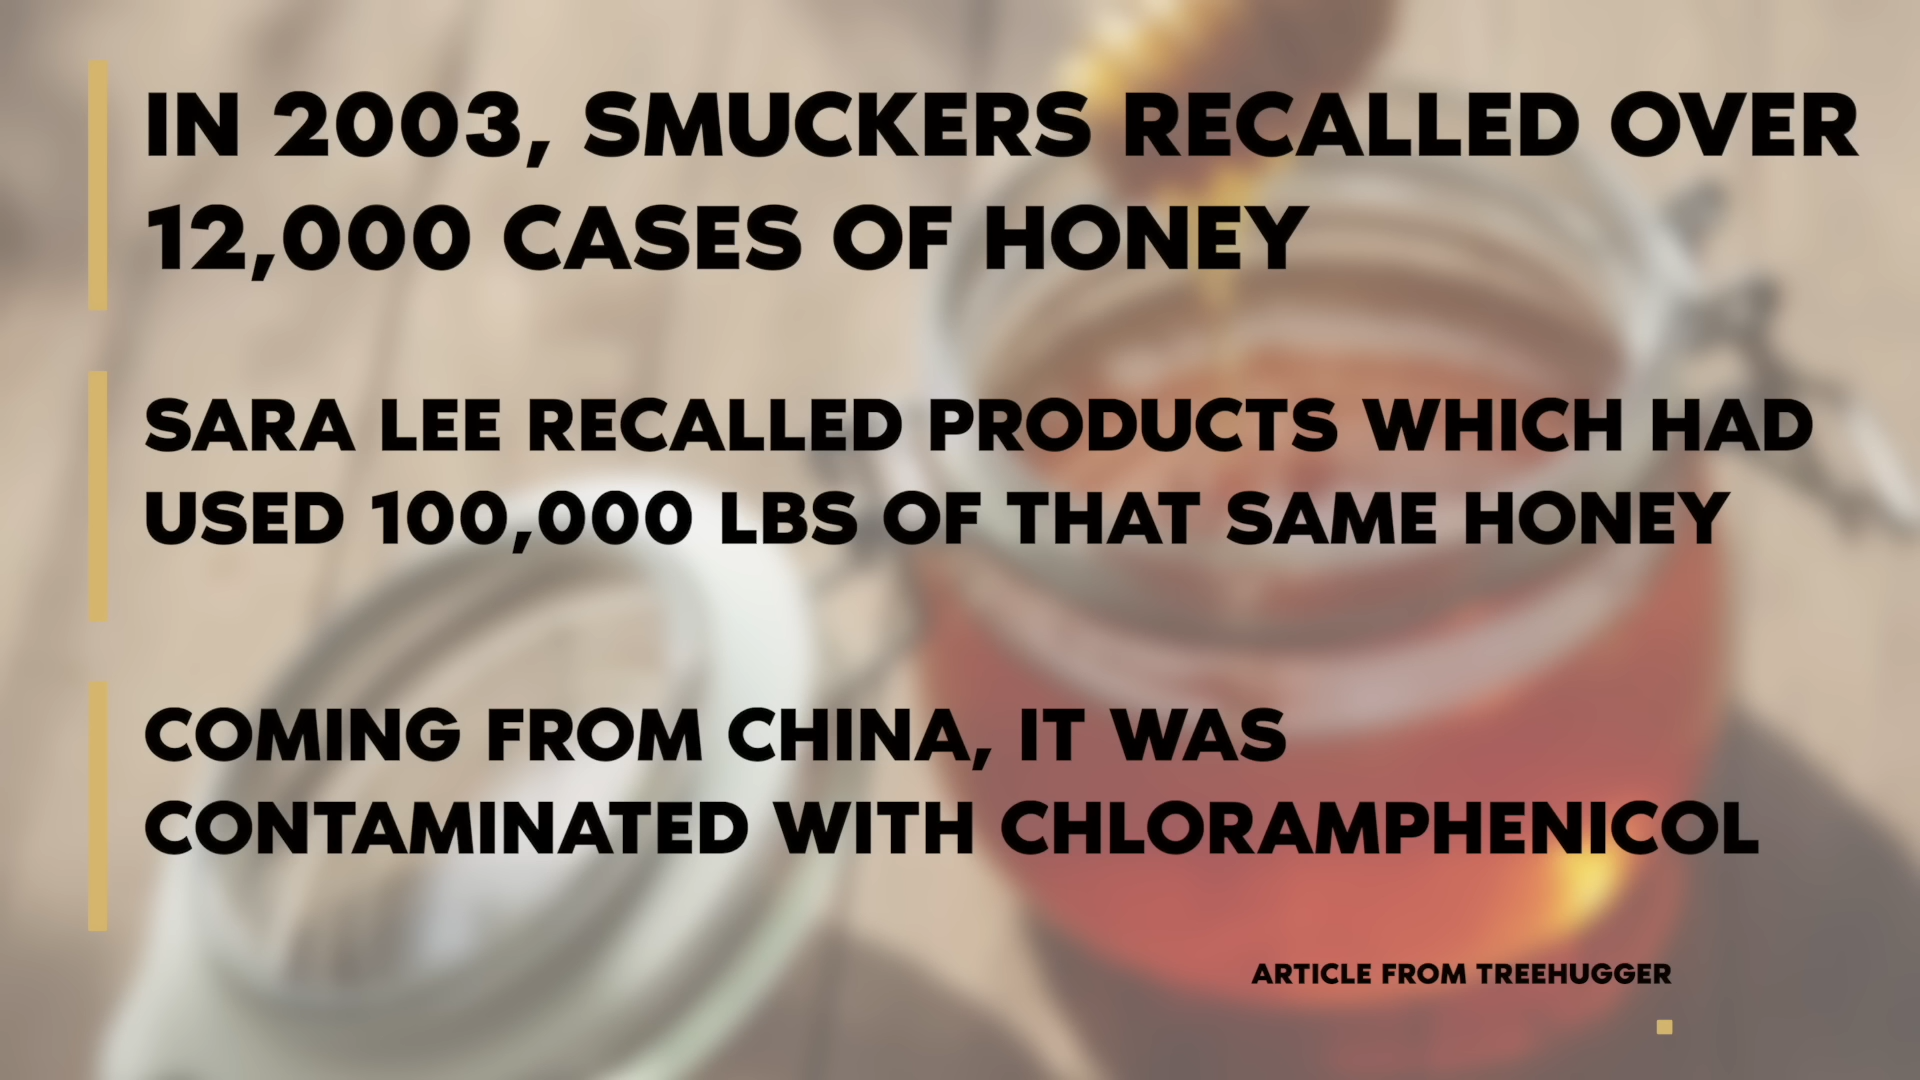 IN 2003, SMUCKERS RECALLED OVER
12,000 CASES OF HONEY
SARA LEE RECALLED PRODUCTS WHICH HAD
USED 100,000 LBS OF THAT SAME HONEY
COMING FROM CHINA, IT WAS
CONTAMINATED WITH CHLORAMPHENICOL
ARTICLE FROM TREEHUGGER